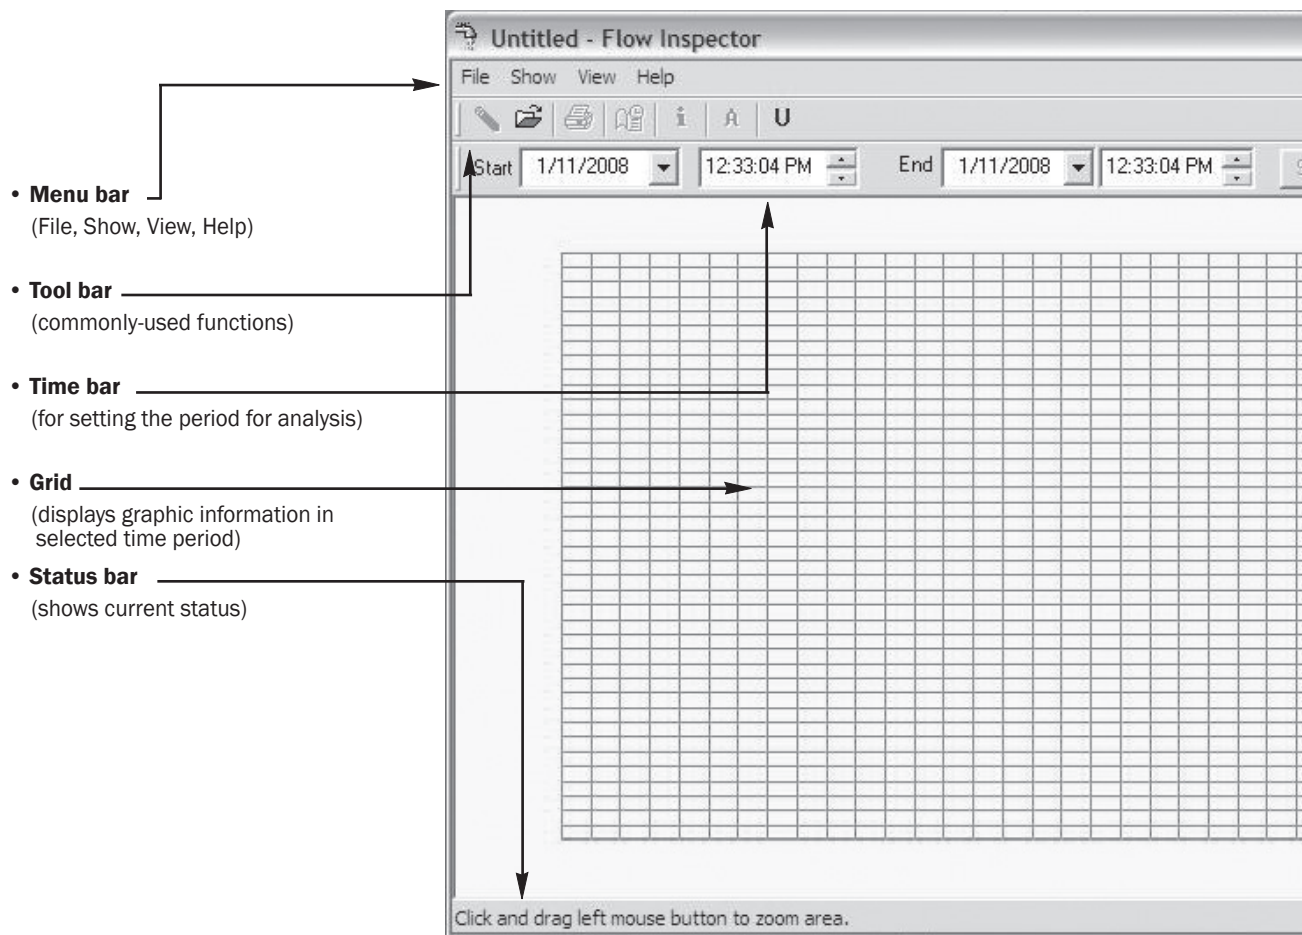 Untitled - Flow Inspector
File Show View Help
i A U
Start 1/11/2008 12:33:04 PM End 1/11/2008 12:33:04 PM S
• Menu bar
(File, Show, View, Help)
• Tool bar
(commonly-used functions)
• Time bar
(for setting the period for analysis)
• Grid
(displays graphic information in
selected time period)
• Status bar
(shows current status)
Click and drag left mouse button to zoom area.